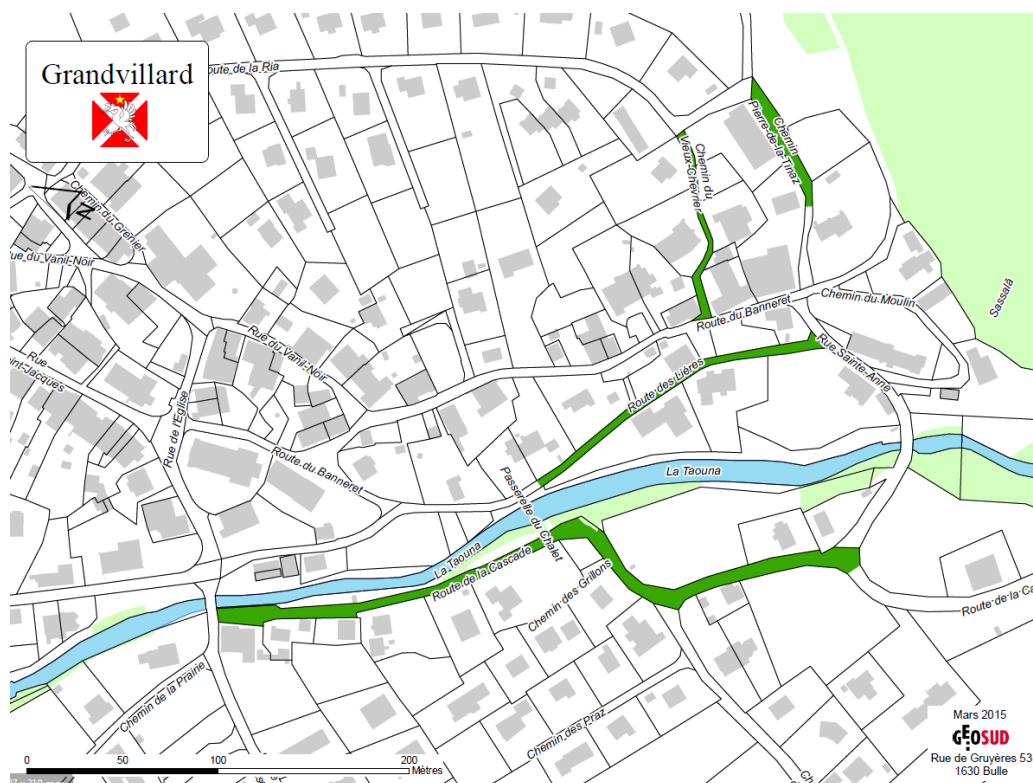 Grandvillard
Route de la Ria
Chemin
Pierre-de-la-Tinaz
Chemin du
Vieux-Chevrier
Chemin du Grenier
Rue du Vanil-Noir
Sassalà
Chemin du Moulin
Route du Banneret
Rue du Vanil-Noir
Rue Sainte-Anne
Rue
Saint-Jacques
Route des Lières
Rue de l'Eglise
Route du Banneret
La Taouna
Passerelle du Chalet
La Taouna
Route de la Cascade
Chemin des Grillons
Route de la Ca
Chemin de la Prairie
Chemin des Praz
Mars 2015
GEOSUD
Rue de Gruyères 53
1630 Bulle
0 50 100 200
Mètres